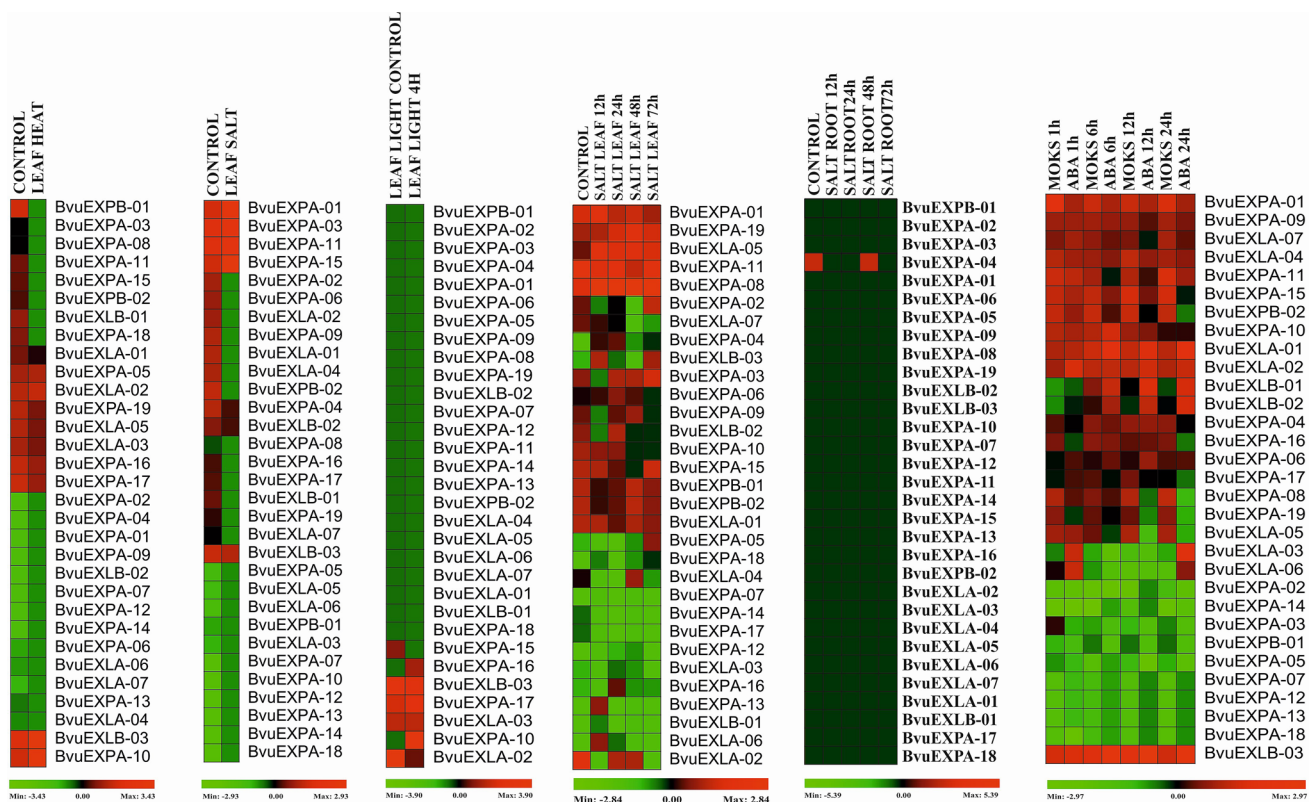 CONTROL
LEAF HEAT
BvuEXPB-01
BvuEXPA-03
BvuEXPA-08
BvuEXPA-11
BvuEXPA-15
BvuEXPB-02
BvuEXLB-01
BvuEXPA-18
BvuEXLA-01
BvuEXPA-05
BvuEXLA-02
BvuEXPA-19
BvuEXLA-05
BvuEXLA-03
BvuEXPA-16
BvuEXPA-17
BvuEXPA-02
BvuEXPA-04
BvuEXPA-01
BvuEXPA-09
BvuEXLB-02
BvuEXPA-07
BvuEXPA-12
BvuEXPA-14
BvuEXPA-06
BvuEXLA-06
BvuEXLA-07
BvuEXPA-13
BvuEXLA-04
BvuEXLB-03
BvuEXPA-10
Min: -3.43 0.00 Max: 3.43
CONTROL
LEAF SALT
BvuEXPA-01
BvuEXPA-03
BvuEXPA-11
BvuEXPA-15
BvuEXPA-02
BvuEXPA-06
BvuEXLA-02
BvuEXPA-09
BvuEXLA-01
BvuEXLA-04
BvuEXPB-02
BvuEXPA-04
BvuEXLB-02
BvuEXPA-08
BvuEXPA-16
BvuEXPA-17
BvuEXLB-01
BvuEXPA-19
BvuEXLA-07
BvuEXLB-03
BvuEXPA-05
BvuEXLA-05
BvuEXLA-06
BvuEXPB-01
BvuEXLA-03
BvuEXPA-07
BvuEXPA-10
BvuEXPA-12
BvuEXPA-13
BvuEXPA-14
BvuEXPA-18
Min: -2.93 0.00 Max: 2.93
LEAF LIGHT CONTROL
LEAF LIGHT 4H
BvuEXPB-01
BvuEXPA-02
BvuEXPA-03
BvuEXPA-04
BvuEXPA-01
BvuEXPA-06
BvuEXPA-05
BvuEXPA-09
BvuEXPA-08
BvuEXPA-19
BvuEXLB-02
BvuEXPA-07
BvuEXPA-12
BvuEXPA-11
BvuEXPA-14
BvuEXPA-13
BvuEXPB-02
BvuEXLA-04
BvuEXLA-05
BvuEXLA-06
BvuEXLA-07
BvuEXLA-01
BvuEXLB-01
BvuEXPA-18
BvuEXPA-15
BvuEXPA-16
BvuEXLB-03
BvuEXPA-17
BvuEXLA-03
BvuEXPA-10
BvuEXLA-02
Min: -3.90 0.00 Max: 3.90
CONTROL
SALT LEAF 12h
SALT LEAF 24h
SALT LEAF 48h
SALT LEAF 72h
BvuEXPA-01
BvuEXPA-19
BvuEXLA-05
BvuEXPA-11
BvuEXPA-08
BvuEXPA-02
BvuEXLA-07
BvuEXPA-04
BvuEXLB-03
BvuEXPA-03
BvuEXPA-06
BvuEXPA-09
BvuEXLB-02
BvuEXPA-10
BvuEXPA-15
BvuEXPB-01
BvuEXPB-02
BvuEXLA-01
BvuEXPA-05
BvuEXPA-18
BvuEXLA-04
BvuEXPA-07
BvuEXPA-14
BvuEXPA-17
BvuEXPA-12
BvuEXLA-03
BvuEXPA-16
BvuEXPA-13
BvuEXLB-01
BvuEXLA-06
BvuEXLA-02
Min: -2.84 0.00 Max: 2.84
CONTROL
SALT ROOT 12h
SALTROOT24h
SALT ROOT 48h
SALT ROOT72h
BvuEXPB-01
BvuEXPA-02
BvuEXPA-03
BvuEXPA-04
BvuEXPA-01
BvuEXPA-06
BvuEXPA-05
BvuEXPA-09
BvuEXPA-08
BvuEXPA-19
BvuEXLB-02
BvuEXLB-03
BvuEXPA-10
BvuEXPA-07
BvuEXPA-12
BvuEXPA-11
BvuEXPA-14
BvuEXPA-15
BvuEXPA-13
BvuEXPA-16
BvuEXPB-02
BvuEXLA-02
BvuEXLA-03
BvuEXLA-04
BvuEXLA-05
BvuEXLA-06
BvuEXLA-07
BvuEXLA-01
BvuEXLB-01
BvuEXPA-17
BvuEXPA-18
Min: -5.39 0.00 Max: 5.39
MOKS 1h
ABA 1h
MOKS 6h
ABA 6h
MOKS 12h
ABA 12h
MOKS 24h
ABA 24h
BvuEXPA-01
BvuEXPA-09
BvuEXLA-07
BvuEXLA-04
BvuEXPA-11
BvuEXPA-15
BvuEXPB-02
BvuEXPA-10
BvuEXLA-01
BvuEXLA-02
BvuEXLB-01
BvuEXLB-02
BvuEXPA-04
BvuEXPA-16
BvuEXPA-06
BvuEXPA-17
BvuEXPA-08
BvuEXPA-19
BvuEXLA-05
BvuEXLA-03
BvuEXLA-06
BvuEXPA-02
BvuEXPA-14
BvuEXPA-03
BvuEXPB-01
BvuEXPA-05
BvuEXPA-07
BvuEXPA-12
BvuEXPA-13
BvuEXPA-18
BvuEXLB-03
Min: -2.97 0.00 Max: 2.97